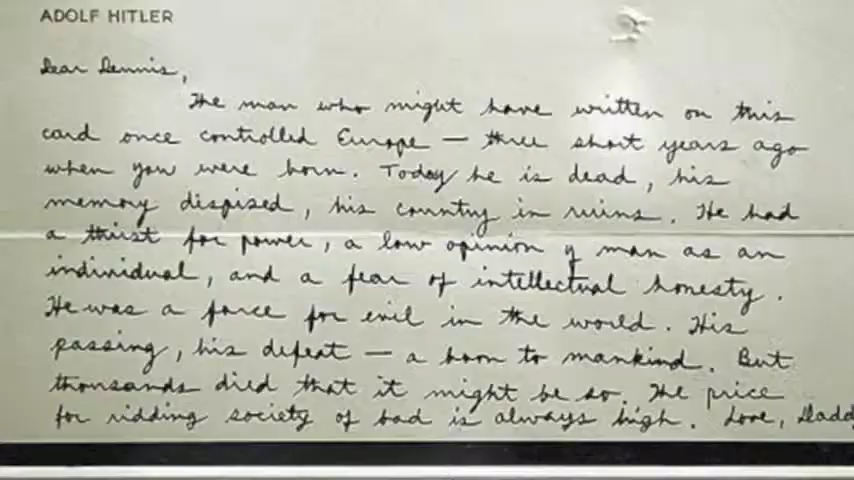 ADOLF HITLER
Dear Dennis,
The man who might have written on this
card once controlled Europe — three short years ago
when you were born. Today he is dead, his
memory despised, his country in ruins. He had
a thirst for power, a low opinion of man as an
individual, and a fear of intellectual honesty.
He was a force for evil in the world. His
passing, his defeat — a boon to mankind. But
thousands died that it might be so. The price
for ridding society of bad is always high. Love, Daddy